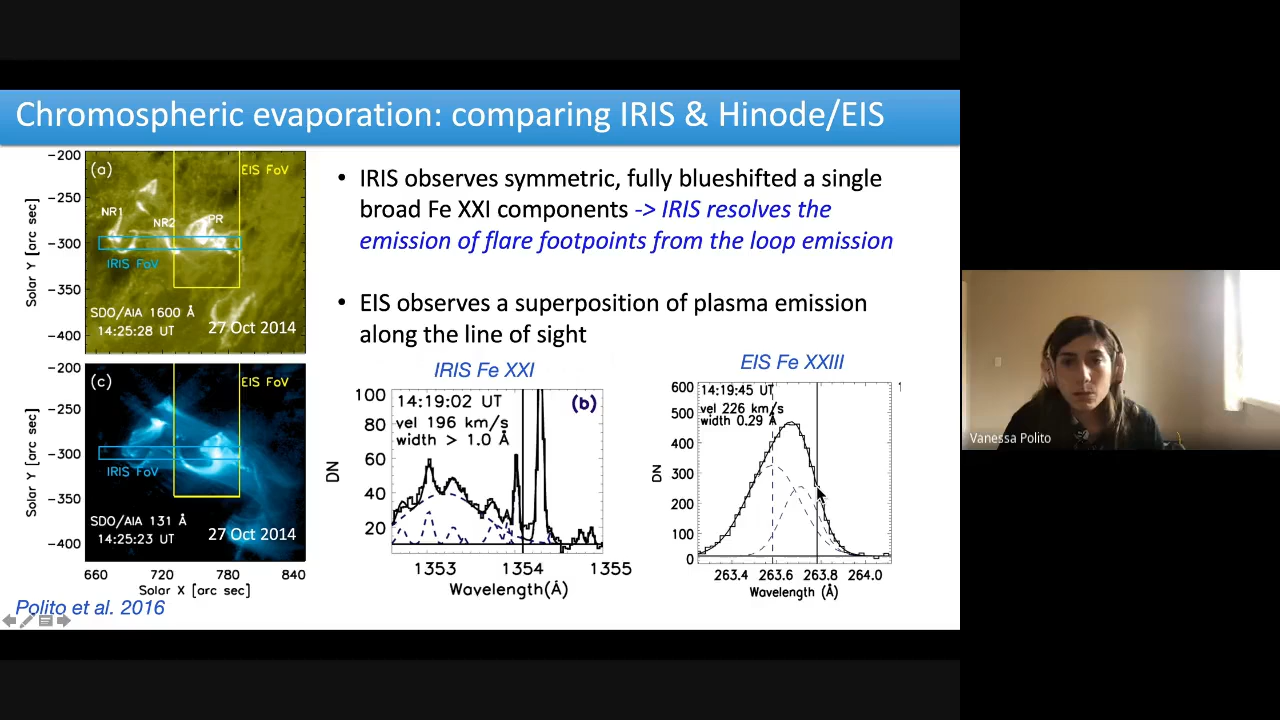 Chromospheric evaporation: comparing IRIS & Hinode/EIS
−200
−250
−300
−350
−400
Solar Y [arc sec]
(a)
EIS FoV
NR1
NR2
PR
IRIS FoV
SDO/AIA 1600 Å
14:25:28 UT
27 Oct 2014
−200
−250
−300
−350
−400
Solar Y [arc sec]
(c)
EIS FoV
IRIS FoV
SDO/AIA 131 Å
14:25:23 UT
27 Oct 2014
660 720 780 840
Solar X [arc sec]
Polito et al. 2016
• IRIS observes symmetric, fully blueshifted a single
broad Fe XXI components -> IRIS resolves the
emission of flare footpoints from the loop emission
• EIS observes a superposition of plasma emission
along the line of sight
IRIS Fe XXI
100
80
60
40
20
DN
14:19:02 UT
vel 196 km/s
width > 1.0 Å
(b)
1353 1354 1355
Wavelength(Å)
EIS Fe XXIII
600
500
400
300
200
100
0
DN
14:19:45 UT
vel 226 km/s
width 0.29 Å
1
263.4 263.6 263.8 264.0
Wavelength (Å)
Vanessa Polito